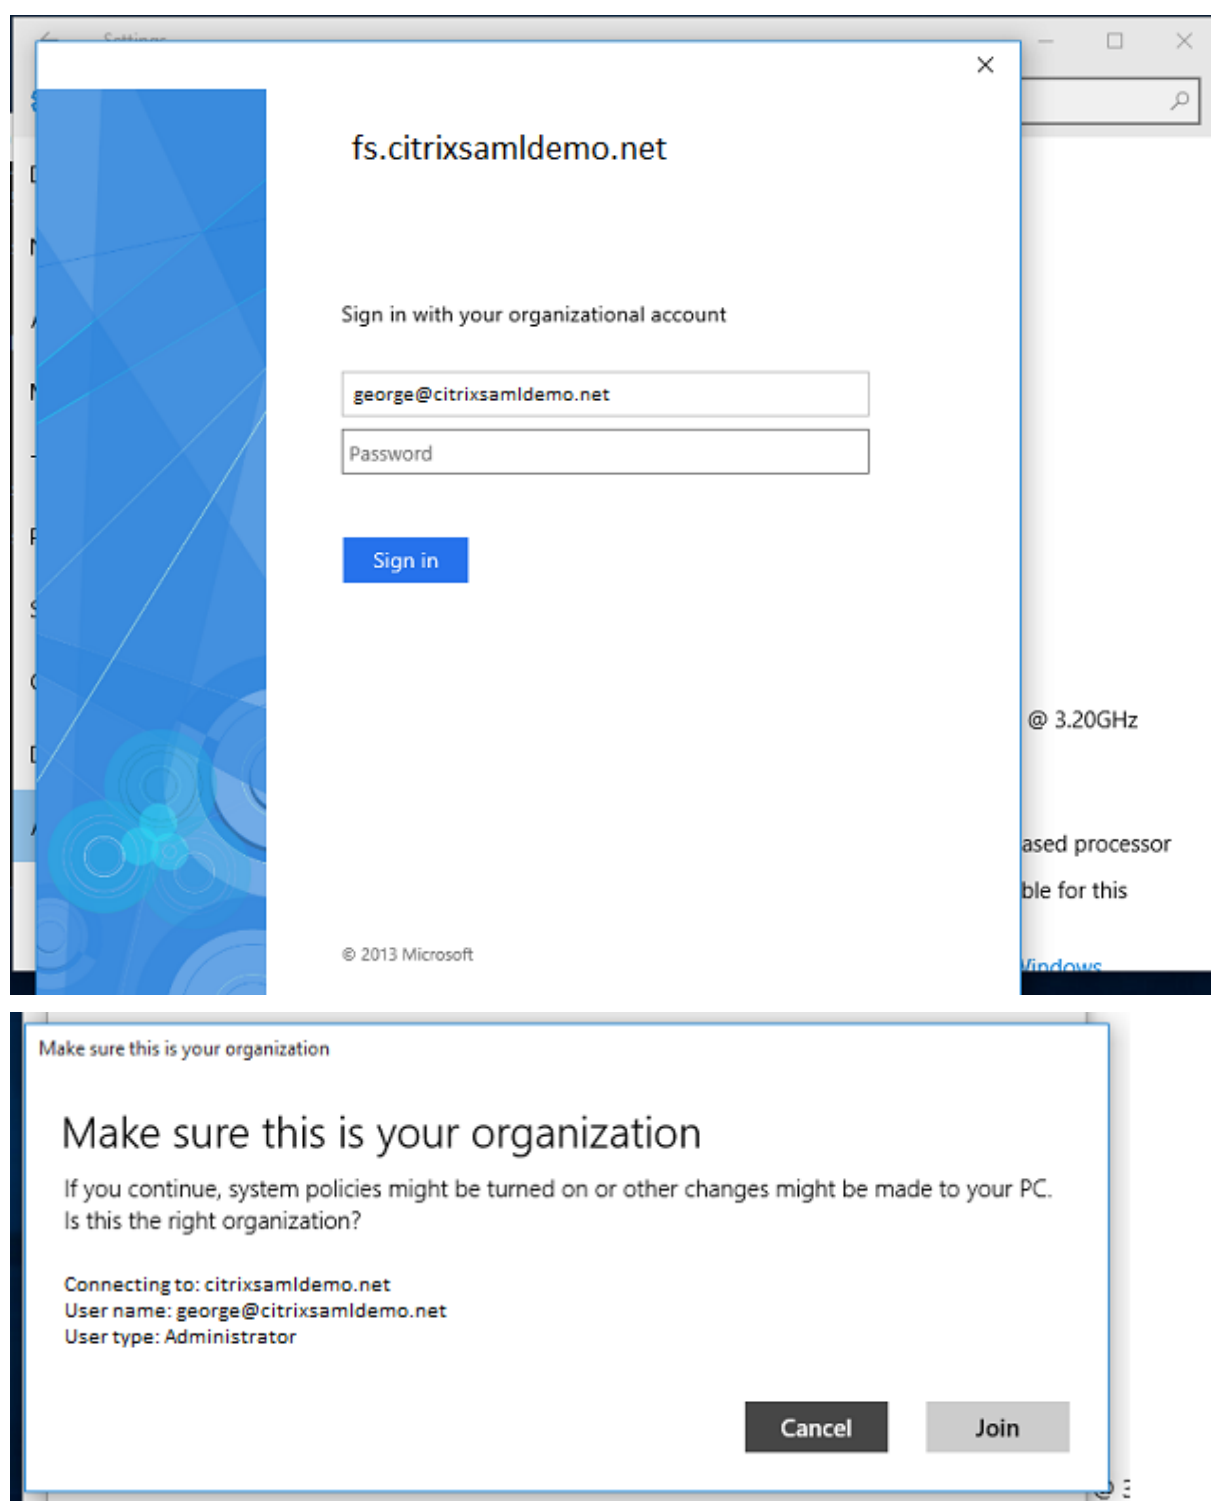 Settings
fs.citrixsamldemo.net
Sign in with your organizational account
george@citrixsamldemo.net
Password
Sign in
@ 3.20GHz
ased processor
ble for this
Windows
© 2013 Microsoft
Make sure this is your organization
Make sure this is your organization
If you continue, system policies might be turned on or other changes might be made to your PC.
Is this the right organization?
Connecting to: citrixsamldemo.net
User name: george@citrixsamldemo.net
User type: Administrator
Cancel
Join